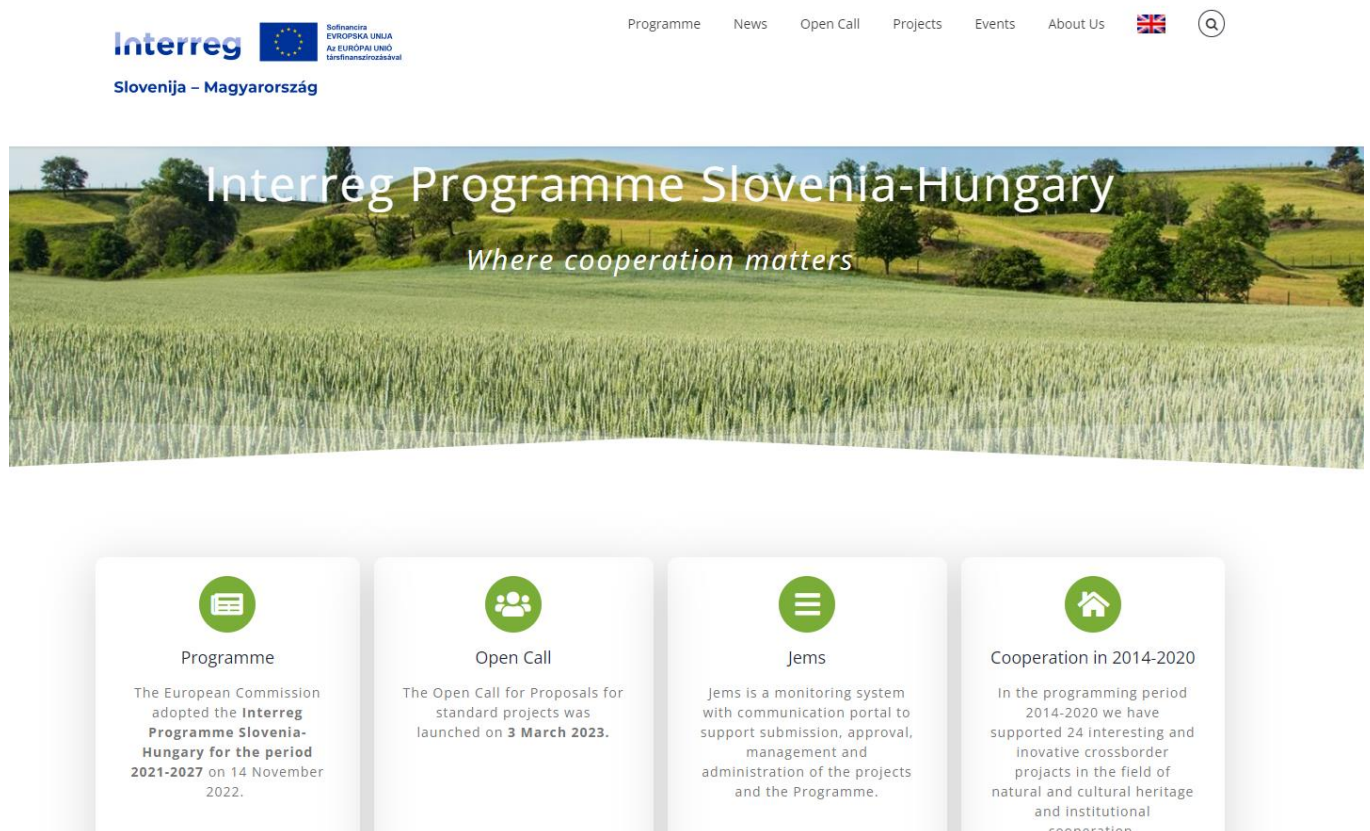 Interreg
Sofinancira
EVROPSKA UNIJA
Az EURÓPAI UNIÓ
társfinanszírozásával
Slovenija – Magyarország
Programme News Open Call Projects Events About Us
Interreg Programme Slovenia-Hungary
Where cooperation matters
Programme
The European Commission
adopted the Interreg
Programme Slovenia-
Hungary for the period
2021-2027 on 14 November
2022.
Open Call
The Open Call for Proposals for
standard projects was
launched on 3 March 2023.
Jems
Jems is a monitoring system
with communication portal to
support submission, approval,
management and
administration of the projects
and the Programme.
Cooperation in 2014-2020
In the programming period
2014-2020 we have
supported 24 interesting and
inovative crossborder
projacts in the field of
natural and cultural heritage
and institutional
cooperation